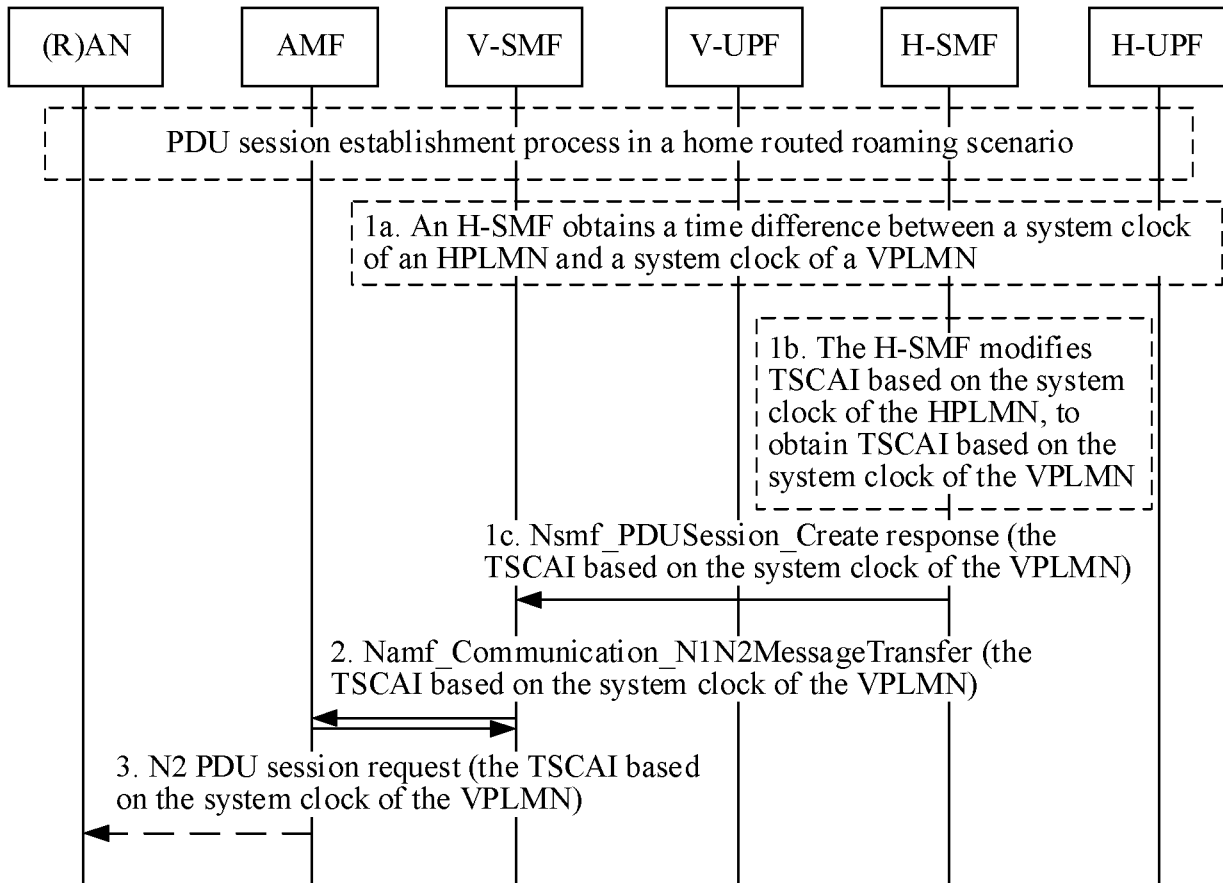 (R)AN AMF V-SMF V-UPF H-SMF H-UPF
PDU session establishment process in a home routed roaming scenario
1a. An H-SMF obtains a time difference between a system clock
of an HPLMN and a system clock of a VPLMN
1b. The H-SMF modifies
TSCAI based on the system
clock of the HPLMN, to
obtain TSCAI based on the
system clock of the VPLMN
1c. Nsmf_PDUSession_Create response (the
TSCAI based on the system clock of the VPLMN)
2. Namf_Communication_N1N2MessageTransfer (the
TSCAI based on the system clock of the VPLMN)
3. N2 PDU session request (the TSCAI based
on the system clock of the VPLMN)